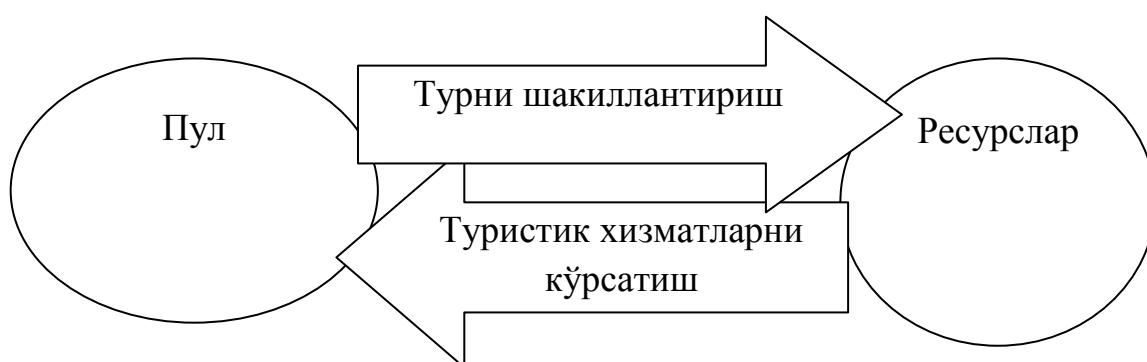 Пул
Турни шакиллантириш
Ресурслар
Туристик хизматларни
кўрсатиш